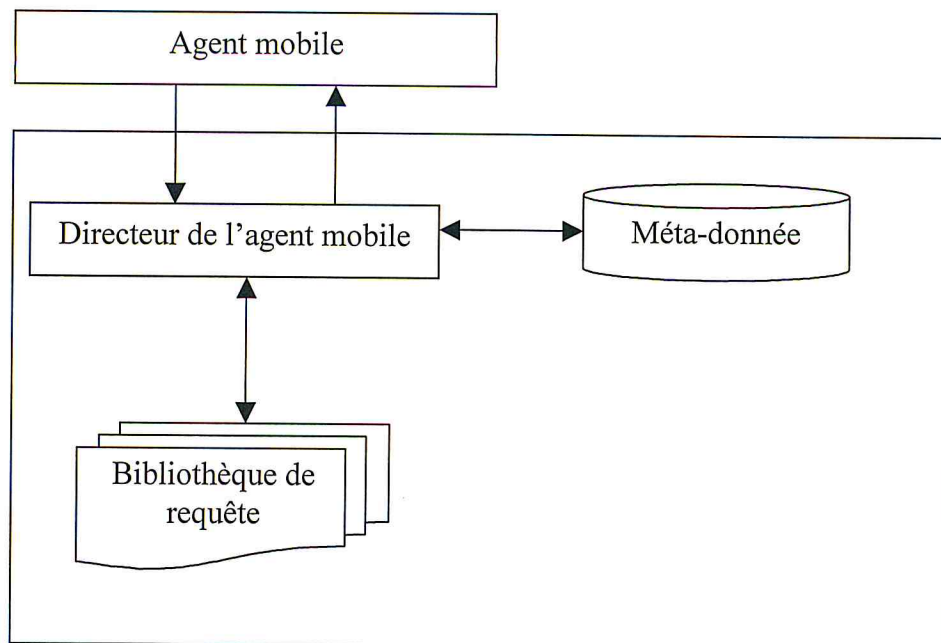 Agent mobile
Directeur de l’agent mobile
Méta-donnée
Bibliothèque de
requête